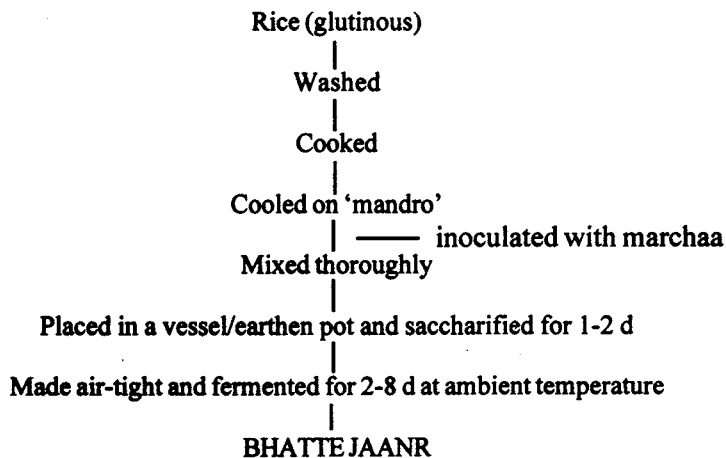 Rice (glutinous)
Washed
Cooked
Cooled on ‘mandro’
inoculated with marchaa
Mixed thoroughly
Placed in a vessel/earthen pot and saccharified for 1-2 d
Made air-tight and fermented for 2-8 d at ambient temperature
BHATTE JAANR